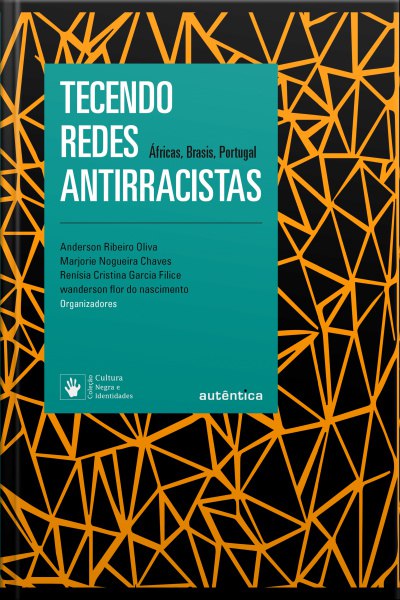 TECENDO
REDES Áfricas, Brasis, Portugal
ANTIRRACISTAS
Anderson Ribeiro Oliva
Marjorie Nogueira Chaves
Renísia Cristina Garcia Filice
wanderson flor do nascimento
Organizadores
Coleção
Cultura
Negra e
Identidades
autêntica